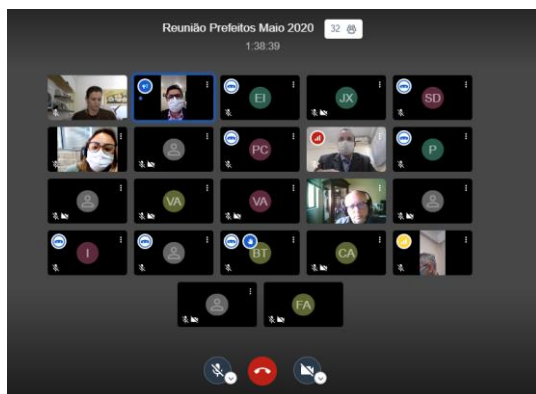 Reunião Prefeitos Maio 2020 32
1:38:39
EI JX SD
PC P
VA VA
I BT CA
FA